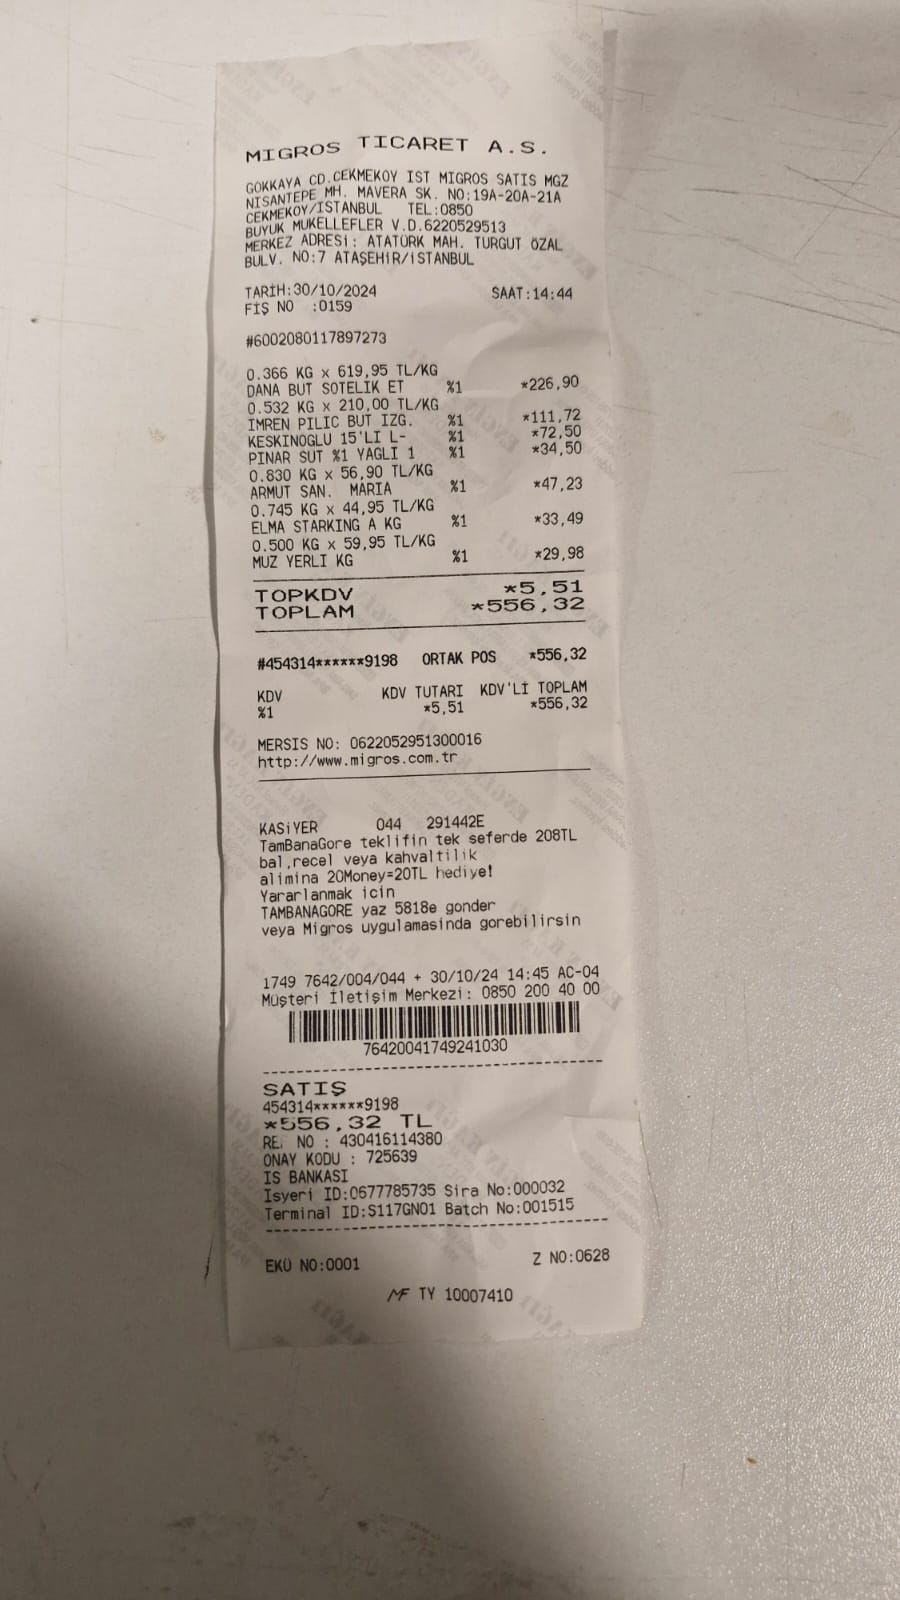 MIGROS TICARET A.S.
GOKKAYA CD.CEKMEKOY IST MIGROS SATIS MGZ
NISANTEPE MH. MAVERA SK. NO:19A-20A-21A
CEKMEKOY/ISTANBUL TEL:0850
BUYUK MUKELLEFLER V.D.6220529513
MERKEZ ADRESİ: ATATÜRK MAH. TURGUT ÖZAL
BULV. NO:7 ATAŞEHİR/İSTANBUL
TARİH:30/10/2024 SAAT:14:44
FİŞ NO :0159
#6002080117897273
0.366 KG x 619,95 TL/KG
DANA BUT SOTELIK ET %1 *226,90
0.532 KG x 210,00 TL/KG
IMREN PILIC BUT IZG. %1 *111,72
KESKINOGLU 15'LI L- %1 *72,50
PINAR SUT %1 YAGLI 1 %1 *34,50
0.830 KG x 56,90 TL/KG
ARMUT SAN. MARIA %1 *47,23
0.745 KG x 44,95 TL/KG
ELMA STARKING A KG %1 *33,49
0.500 KG x 59,95 TL/KG
MUZ YERLI KG %1 *29,98
TOPKDV *5,51
TOPLAM *556,32
#454314******9198 ORTAK POS *556,32
KDV KDV TUTARI KDV'Lİ TOPLAM
%1 *5,51 *556,32
MERSIS NO: 0622052951300016
http://www.migros.com.tr
KASİYER 044 291442E
TamBanaGore teklifin tek seferde 208TL
bal,recel veya kahvaltilik
alimina 20Money=20TL hediye!
Yararlanmak icin
TAMBANAGORE yaz 5818e gonder
veya Migros uygulamasinda gorebilirsin
1749 7642/004/044 + 30/10/24 14:45 AC-04
Müşteri İletişim Merkezi: 0850 200 40 00
76420041749241030
SATIŞ
454314******9198
*556,32 TL
REF NO : 430416114380
ONAY KODU : 725639
IS BANKASI
Isyeri ID:0677785735 Sira No:000032
Terminal ID:S117GN01 Batch No:001515
EKÜ NO:0001 Z NO:0628
MF TY 10007410